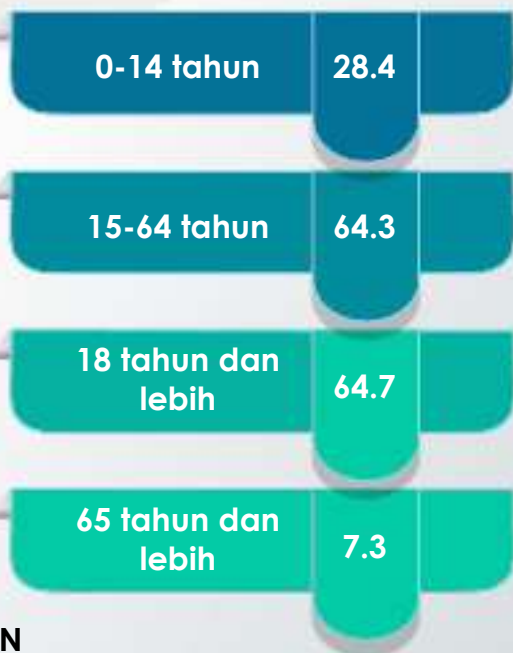 0-14 tahun 28.4
15-64 tahun 64.3
18 tahun dan
lebih
64.7
65 tahun dan
lebih
7.3
N